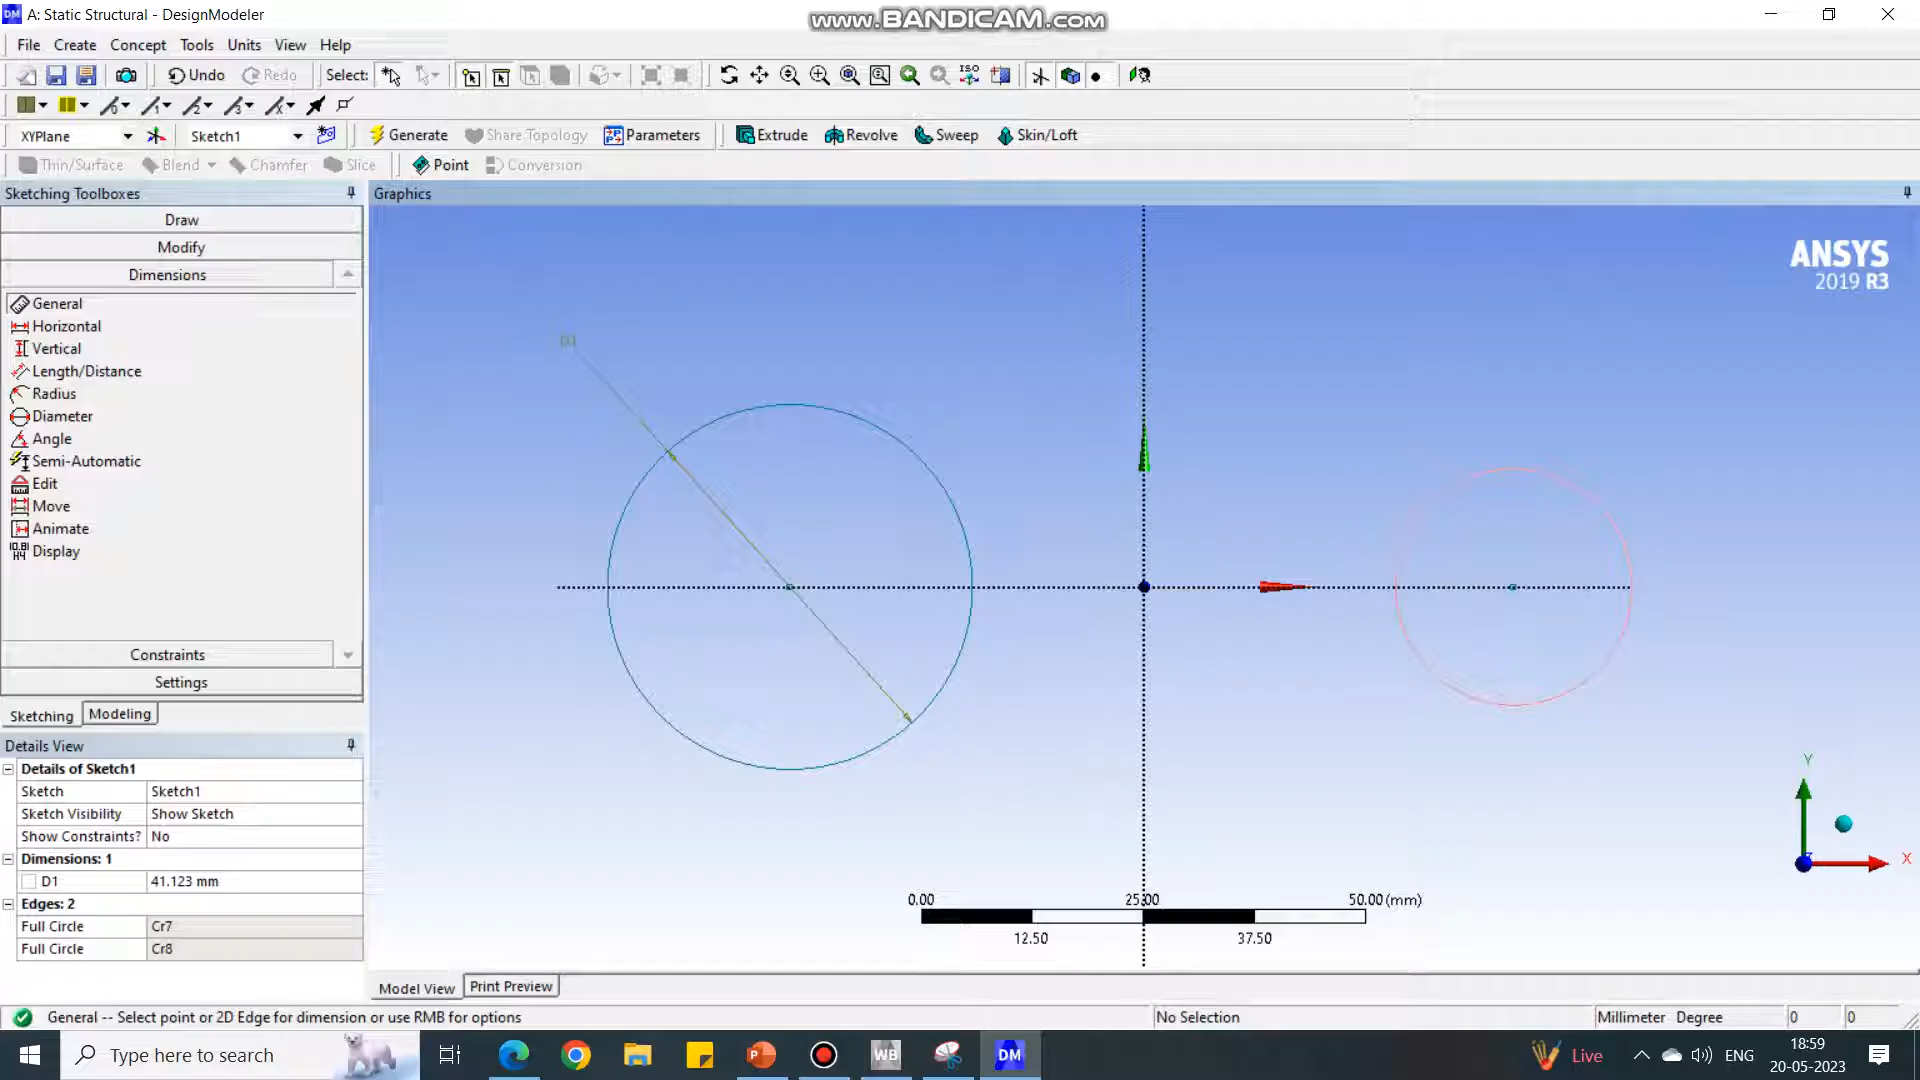 A: Static Structural - DesignModeler
www.BANDICAM.com
File Create Concept Tools Units View Help
Undo Redo Select: ISO
XYPlane Sketch1 Generate Share Topology Parameters Extrude Revolve Sweep Skin/Loft
Thin/Surface Blend Chamfer Slice Point Conversion
Sketching Toolboxes
Draw
Modify
Dimensions
General
Horizontal
Vertical
Length/Distance
Radius
Diameter
Angle
Semi-Automatic
Edit
Move
Animate
Display
Constraints
Settings
Sketching Modeling
Details View
Details of Sketch1
Sketch Sketch1
Sketch Visibility Show Sketch
Show Constraints? No
Dimensions: 1
D1 41.123 mm
Edges: 2
Full Circle Cr7
Full Circle Cr8
Graphics
ANSYS
2019 R3
0.00 25.00 50.00 (mm)
12.50 37.50
Y
X
Model View Print Preview
General -- Select point or 2D Edge for dimension or use RMB for options
No Selection
Millimeter Degree 0 0
Type here to search
WB
DM
Live
ENG
18:59
20-05-2023